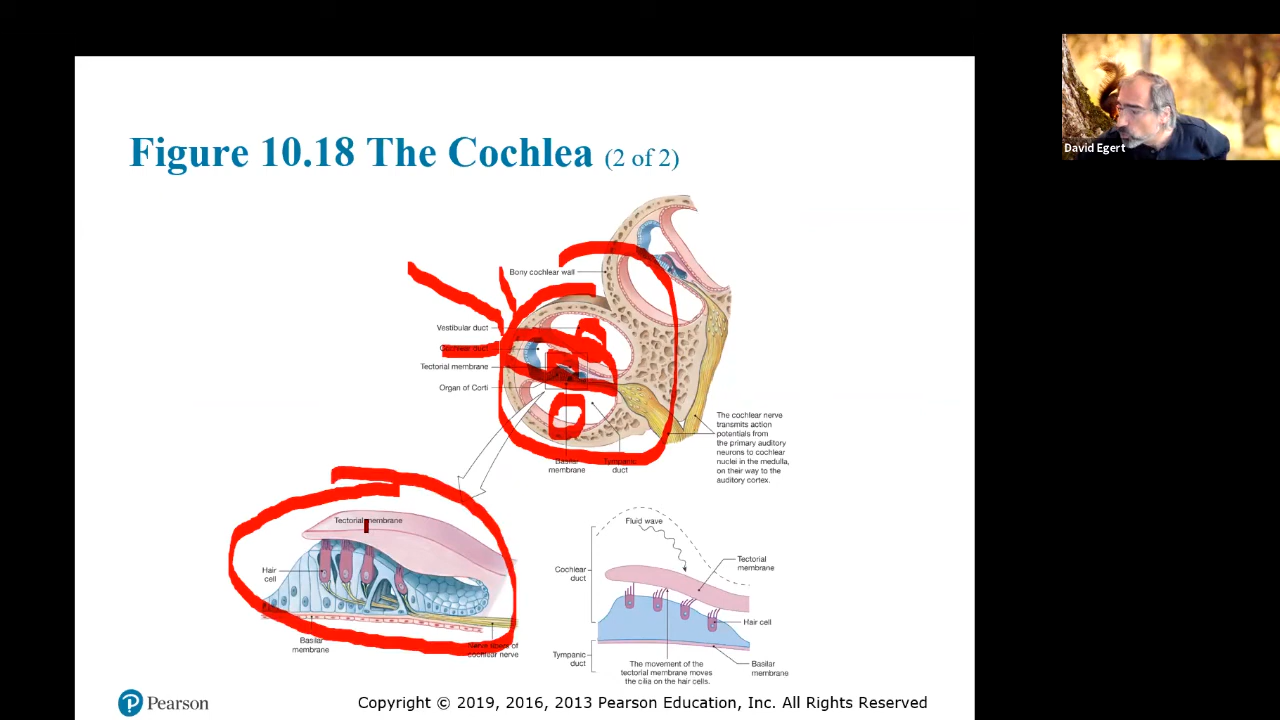 David Egert
Figure 10.18 The Cochlea (2 of 2)
Bony cochlear wall
Vestibular duct
Cochlear duct
Tectorial membrane
Organ of Corti
Basilar
membrane
Tympanic
duct
The cochlear nerve
transmits action
potentials from
the primary auditory
neurons to cochlear
nuclei in the medulla,
on their way to the
auditory cortex.
Tectorial membrane
Hair
cell
Basilar
membrane
Nerve fibers of
cochlear nerve
Fluid wave
Cochlear
duct
Tectorial
membrane
Hair cell
Tympanic
duct
The movement of the
tectorial membrane moves
the cilia on the hair cells.
Basilar
membrane
Pearson
Copyright © 2019, 2016, 2013 Pearson Education, Inc. All Rights Reserved